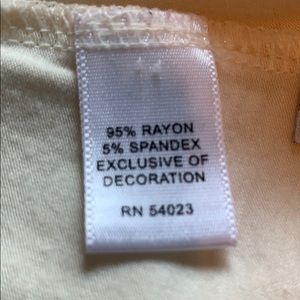 95% RAYON
5% SPANDEX
EXCLUSIVE OF
DECORATION
RN 54023